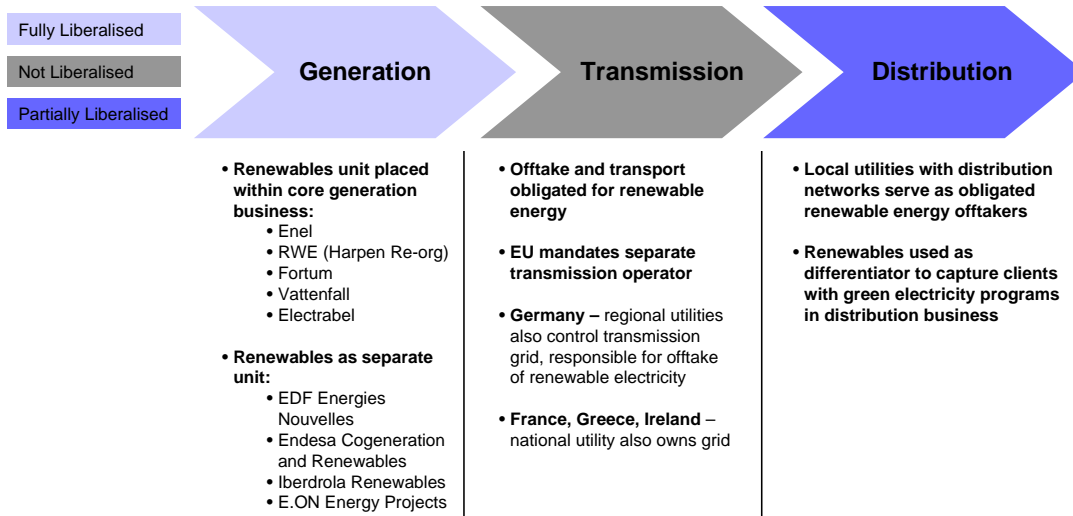 Fully Liberalised
Not Liberalised
Partially Liberalised
Generation
Transmission
Distribution
• Renewables unit placed
within core generation
business:
• Enel
• RWE (Harpen Re-org)
• Fortum
• Vattenfall
• Electrabel
• Renewables as separate
unit:
• EDF Energies
Nouvelles
• Endesa Cogeneration
and Renewables
• Iberdrola Renewables
• E.ON Energy Projects
• Offtake and transport
obligated for renewable
energy
• EU mandates separate
transmission operator
• Germany – regional utilities
also control transmission
grid, responsible for offtake
of renewable electricity
• France, Greece, Ireland –
national utility also owns grid
• Local utilities with distribution
networks serve as obligated
renewable energy offtakers
• Renewables used as
differentiator to capture clients
with green electricity programs
in distribution business